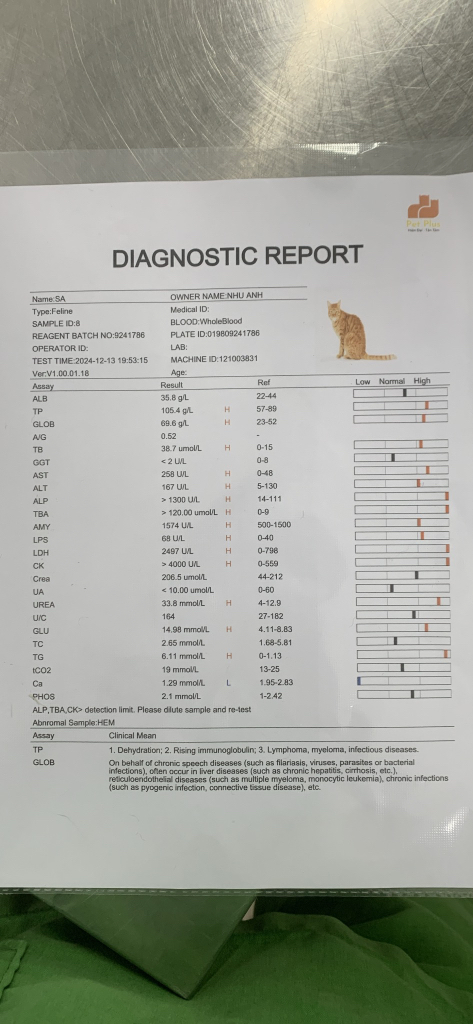 Pet Plus
DIAGNOSTIC REPORT
Name:SA OWNER NAME:NHU ANH
Type:Feline Medical ID:
SAMPLE ID:8 BLOOD:WholeBlood
REAGENT BATCH NO:9241786 PLATE ID:019809241786
OPERATOR ID: LAB:
TEST TIME:2024-12-13 19:53:15 MACHINE ID:121003831
Ver:V1.00.01.18 Age:
Assay Result Ref Low Normal High
ALB 35.8 g/L 22-44
TP 105.4 g/L H 57-89
GLOB 69.6 g/L H 23-52
A/G 0.52 -
TB 38.7 umol/L H 0-15
GGT < 2 U/L 0-8
AST 258 U/L H 0-48
ALT 167 U/L H 5-130
ALP > 1300 U/L H 14-111
TBA > 120.00 umol/L H 0-9
AMY 1574 U/L H 500-1500
LPS 68 U/L H 0-40
LDH 2497 U/L H 0-798
CK > 4000 U/L H 0-559
Crea 206.5 umol/L 44-212
UA < 10.00 umol/L 0-60
UREA 33.8 mmol/L H 4-12.9
U/C 164 27-182
GLU 14.98 mmol/L H 4.11-8.83
TC 2.65 mmol/L 1.68-5.81
TG 6.11 mmol/L H 0-1.13
tCO2 19 mmol/L 13-25
Ca 1.29 mmol/L L 1.95-2.83
PHOS 2.1 mmol/L 1-2.42
ALP,TBA,CK> detection limit. Please dilute sample and re-test
Abnromal Sample:HEM
Assay Clinical Mean
TP 1. Dehydration; 2. Rising immunoglobulin; 3. Lymphoma, myeloma, infectious diseases.
GLOB On behalf of chronic speech diseases (such as filariasis, viruses, parasites or bacterial
infections), often occur in liver diseases (such as chronic hepatitis, cirrhosis, etc.),
reticuloendothelial diseases (such as multiple myeloma, monocytic leukemia), chronic infections
(such as pyogenic infection, connective tissue disease), etc.